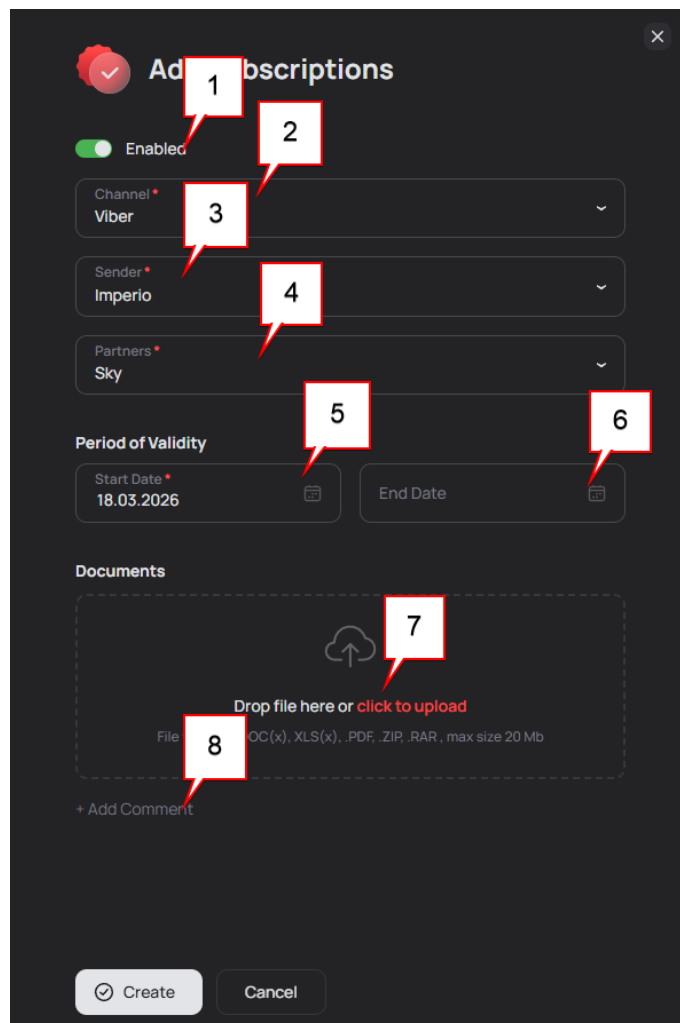 Ad bscriptions
1
Enabled
2
Channel *
Viber
3
Sender *
Imperio
4
Partners *
Sky
5
6
Period of Validity
Start Date *
18.03.2026
End Date
Documents
7
Drop file here or click to upload
8
File OC(x), XLS(x), .PDF, .ZIP, .RAR , max size 20 Mb
+ Add Comment
Create
Cancel